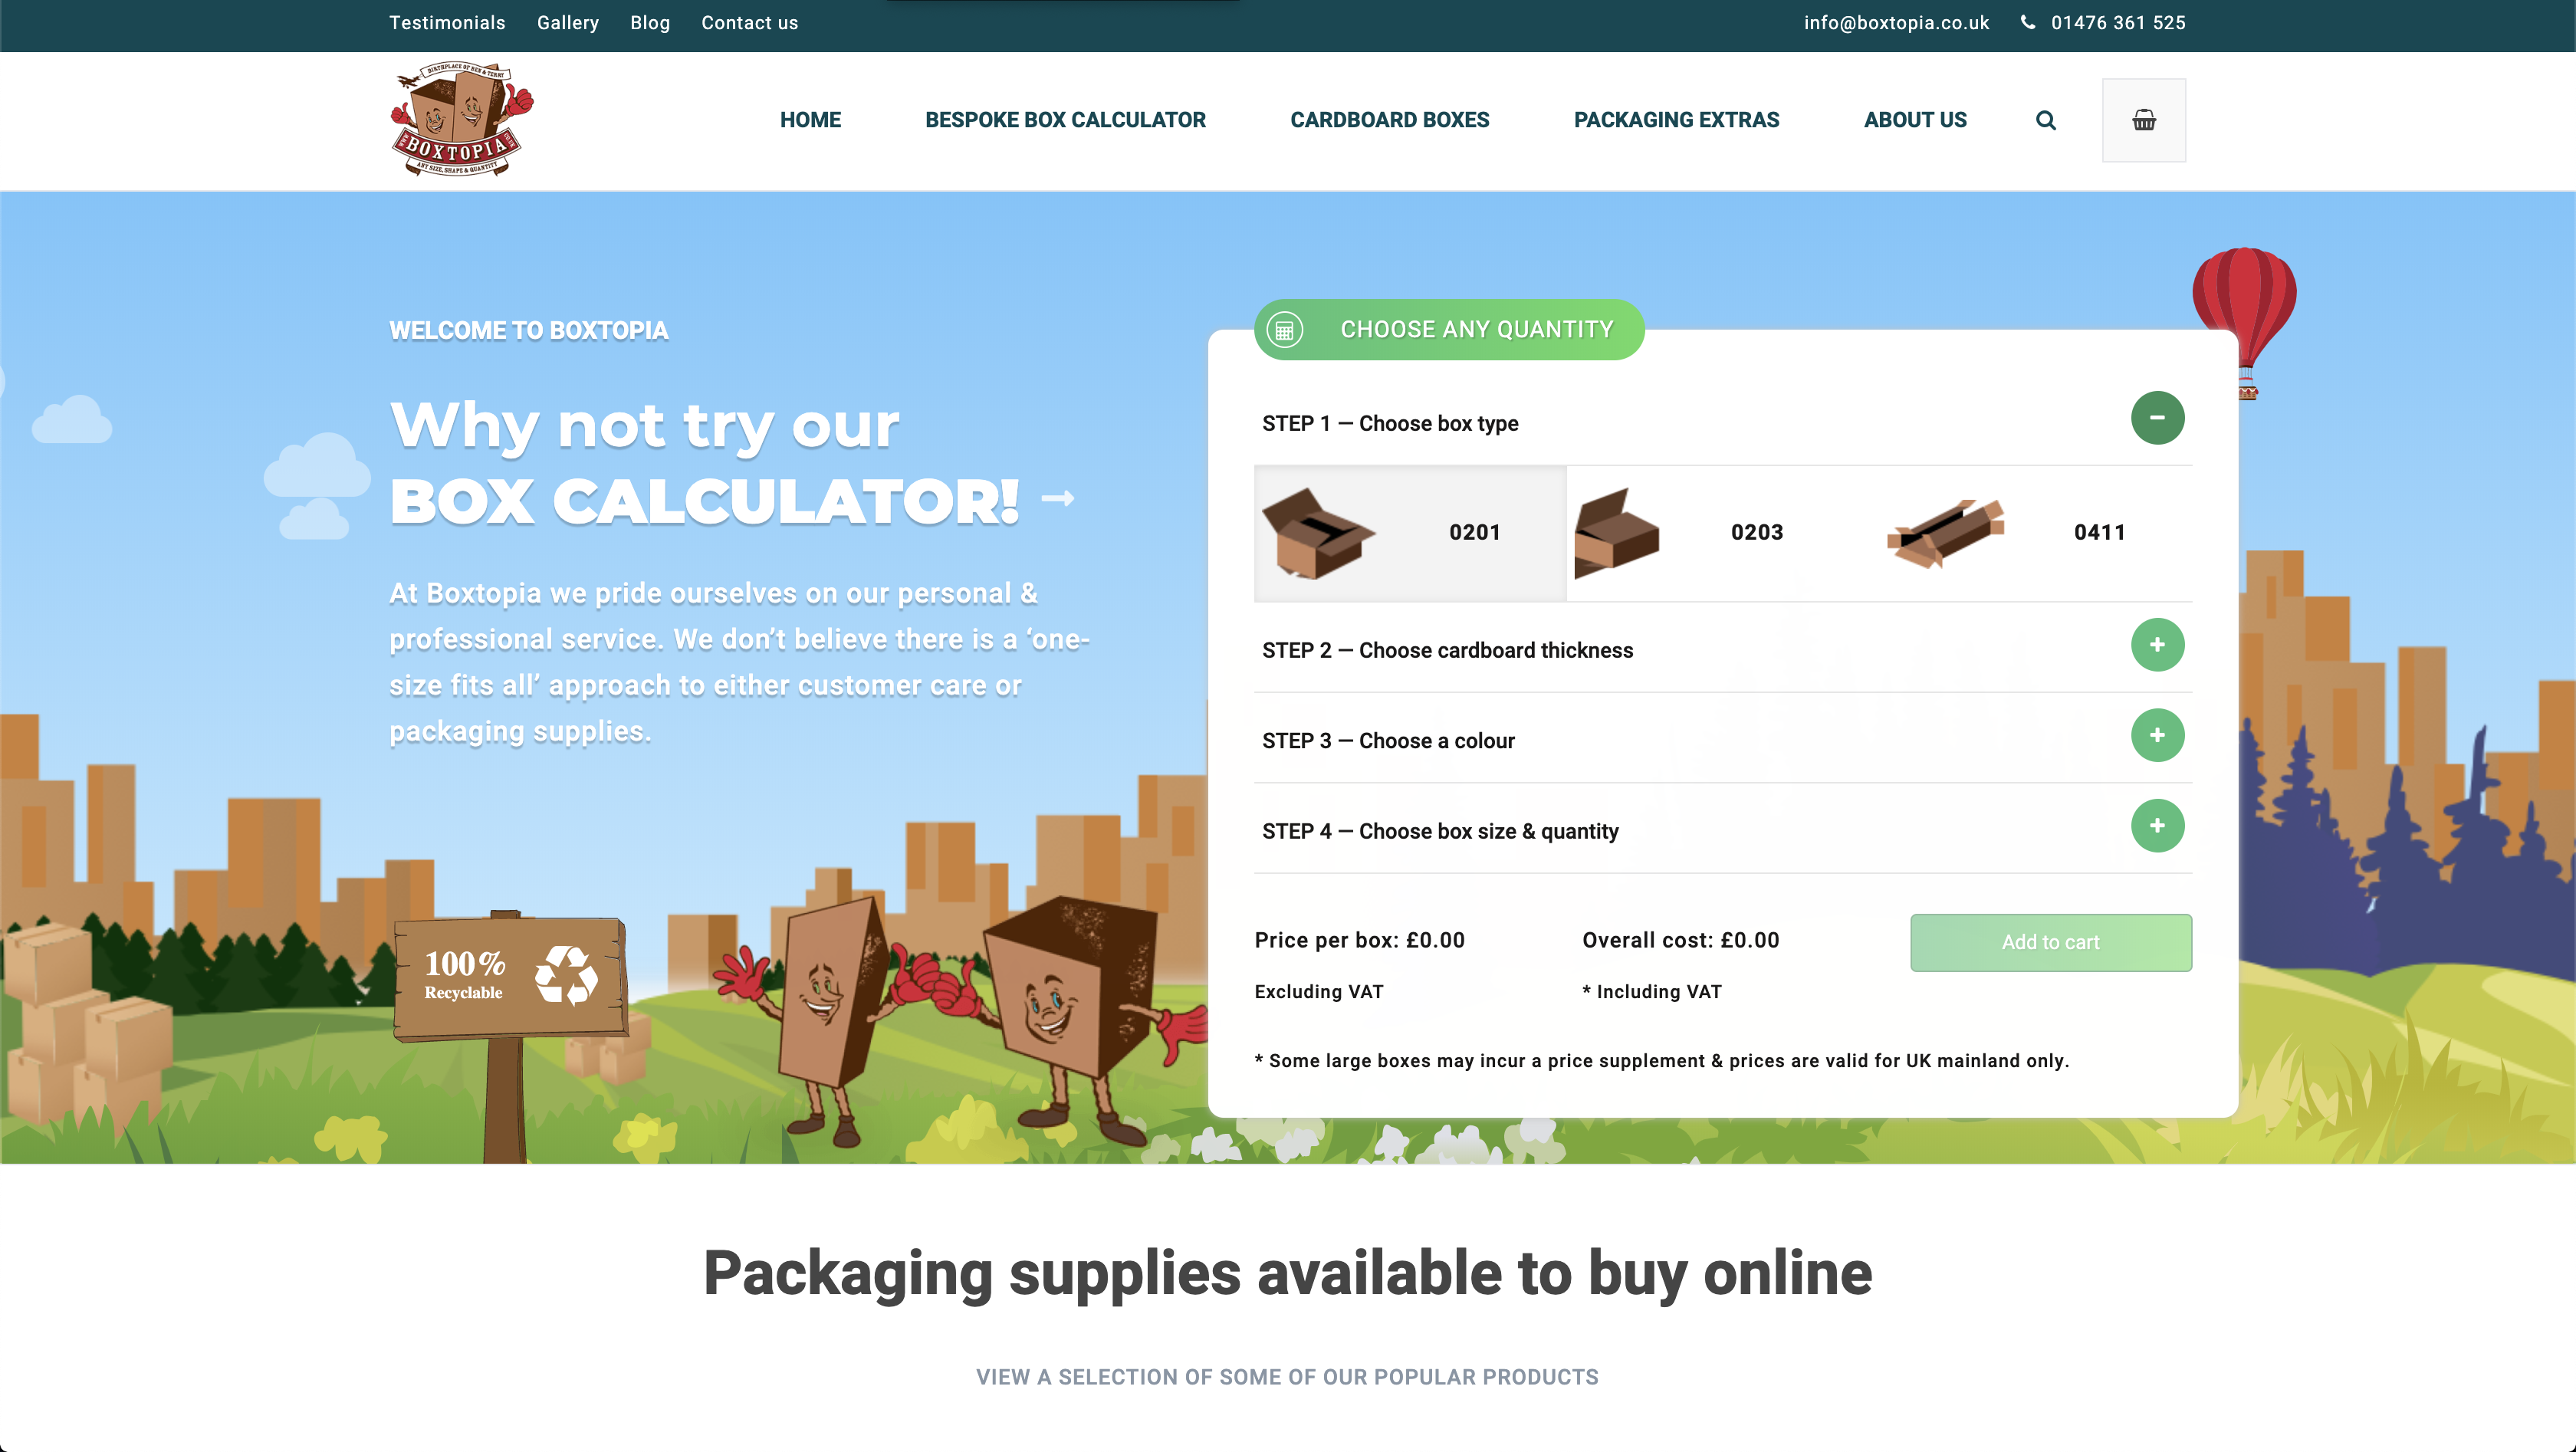 Testimonials Gallery Blog Contact us
info@boxtopia.co.uk 01476 361 525
BIRTHPLACE OF BEN & TERRY
BOXTOPIA
ANY SIZE, SHAPE & QUANTITY
HOME BESPOKE BOX CALCULATOR CARDBOARD BOXES PACKAGING EXTRAS ABOUT US
WELCOME TO BOXTOPIA
Why not try our
BOX CALCULATOR!
At Boxtopia we pride ourselves on our personal &
professional service. We don’t believe there is a ‘one-
size fits all’ approach to either customer care or
packaging supplies.
100%
Recyclable
CHOOSE ANY QUANTITY
STEP 1 — Choose box type
0201 0203 0411
STEP 2 — Choose cardboard thickness
STEP 3 — Choose a colour
STEP 4 — Choose box size & quantity
Price per box: £0.00 Overall cost: £0.00 Add to cart
Excluding VAT * Including VAT
* Some large boxes may incur a price supplement & prices are valid for UK mainland only.
Packaging supplies available to buy online
VIEW A SELECTION OF SOME OF OUR POPULAR PRODUCTS